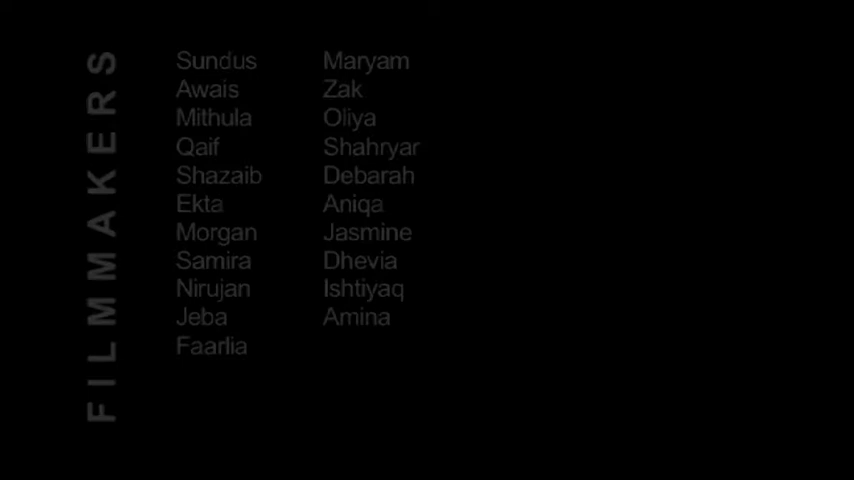 FILMMAKERS
Sundus
Awais
Mithula
Qaif
Shazaib
Ekta
Morgan
Samira
Nirujan
Jeba
Faarlia
Maryam
Zak
Oliya
Shahryar
Debarah
Aniqa
Jasmine
Dhevia
Ishtiyaq
Amina